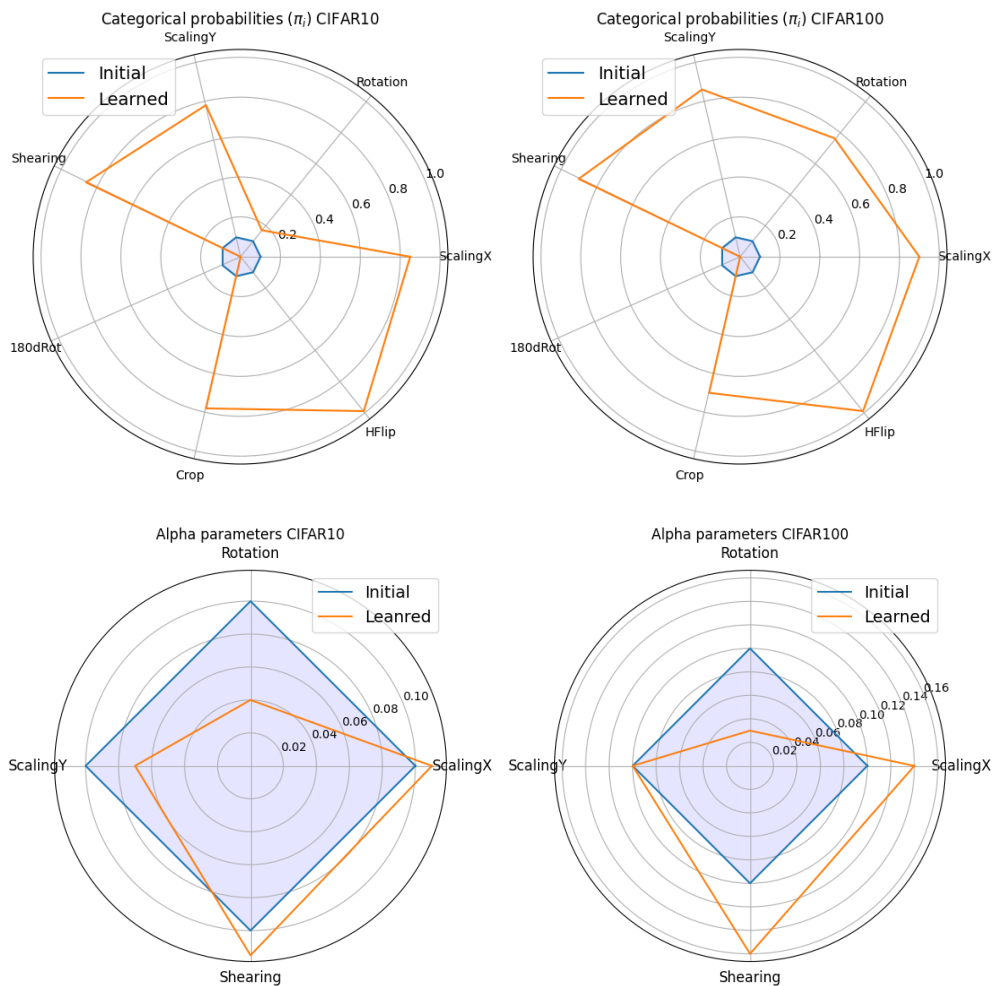 Categorical probabilities (πᵢ) CIFAR10
ScalingY
Initial
Learned
Rotation
Shearing
1.0
0.8
0.6
0.4
0.2
ScalingX
180dRot
HFlip
Crop
Categorical probabilities (πᵢ) CIFAR100
ScalingY
Initial
Learned
Rotation
Shearing
1.0
0.8
0.6
0.4
0.2
ScalingX
180dRot
HFlip
Crop
Alpha parameters CIFAR10
Rotation
Initial
Leanred
0.10
0.08
0.06
0.04
0.02
ScalingY
ScalingX
Shearing
Alpha parameters CIFAR100
Rotation
Initial
Learned
0.16
0.14
0.12
0.10
0.08
0.06
0.04
0.02
ScalingY
ScalingX
Shearing